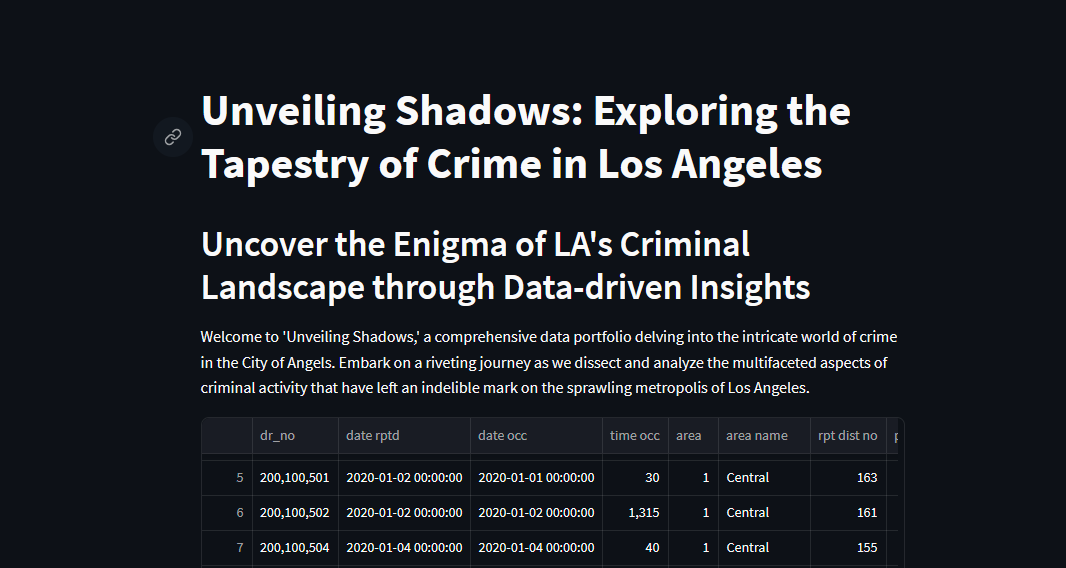 Unveiling Shadows: Exploring the
Tapestry of Crime in Los Angeles
Uncover the Enigma of LA's Criminal
Landscape through Data-driven Insights
Welcome to 'Unveiling Shadows,' a comprehensive data portfolio delving into the intricate world of crime
in the City of Angels. Embark on a riveting journey as we dissect and analyze the multifaceted aspects of
criminal activity that have left an indelible mark on the sprawling metropolis of Los Angeles.
dr_no date rptd date occ time occ area area name rpt dist no
5 200,100,501 2020-01-02 00:00:00 2020-01-01 00:00:00 30 1 Central 163
6 200,100,502 2020-01-02 00:00:00 2020-01-02 00:00:00 1,315 1 Central 161
7 200,100,504 2020-01-04 00:00:00 2020-01-04 00:00:00 40 1 Central 155